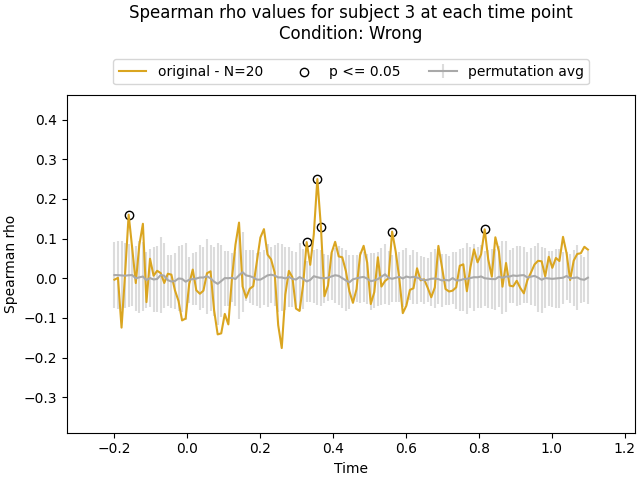 Spearman rho values for subject 3 at each time point
Condition: Wrong
original - N=20
p <= 0.05
permutation avg
0.4
0.3
0.2
0.1
0.0
−0.1
−0.2
−0.3
Spearman rho
−0.2
0.0
0.2
0.4
0.6
0.8
1.0
1.2
Time